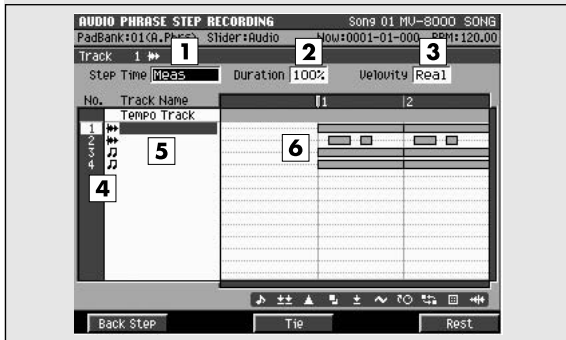 AUDIO PHRASE STEP RECORDING Song 01 MV-8000 SONG
PadBank:01(A.Phrs) Slider:Audio Now:0001-01-000 BPM:120.00
Track 1
1 2 3
Step Time Meas Duration 100% Velovity Real
No. Track Name 1 2
Tempo Track
1
2
3
4
5 6
4
Back Step Tie Rest